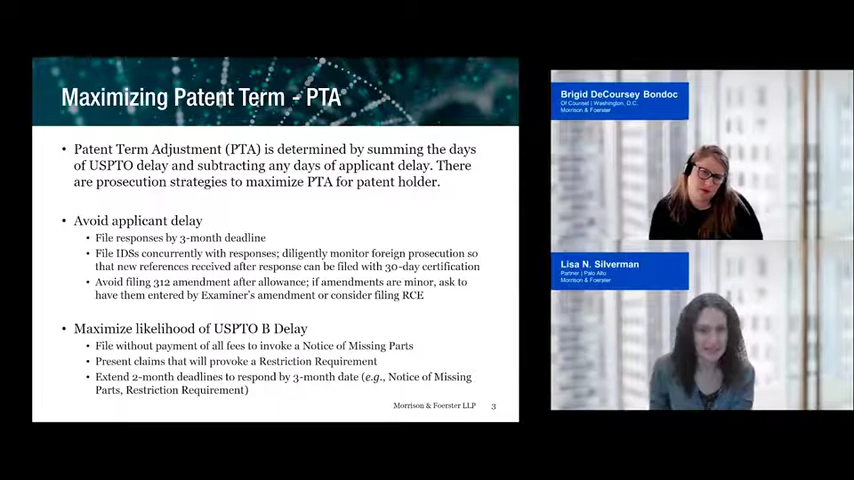 Maximizing Patent Term - PTA
• Patent Term Adjustment (PTA) is determined by summing the days
of USPTO delay and subtracting any days of applicant delay. There
are prosecution strategies to maximize PTA for patent holder.
• Avoid applicant delay
• File responses by 3-month deadline
• File IDSs concurrently with responses; diligently monitor foreign prosecution so
that new references received after response can be filed with 30-day certification
• Avoid filing 312 amendment after allowance; if amendments are minor, ask to
have them entered by Examiner's amendment or consider filing RCE
• Maximize likelihood of USPTO B Delay
• File without payment of all fees to invoke a Notice of Missing Parts
• Present claims that will provoke a Restriction Requirement
• Extend 2-month deadlines to respond by 3-month date (e.g., Notice of Missing
Parts, Restriction Requirement)
Morrison & Foerster LLP 3
Brigid DeCoursey Bondoc
Of Counsel | Washington, D.C.
Morrison & Foerster
Lisa N. Silverman
Partner | Palo Alto
Morrison & Foerster